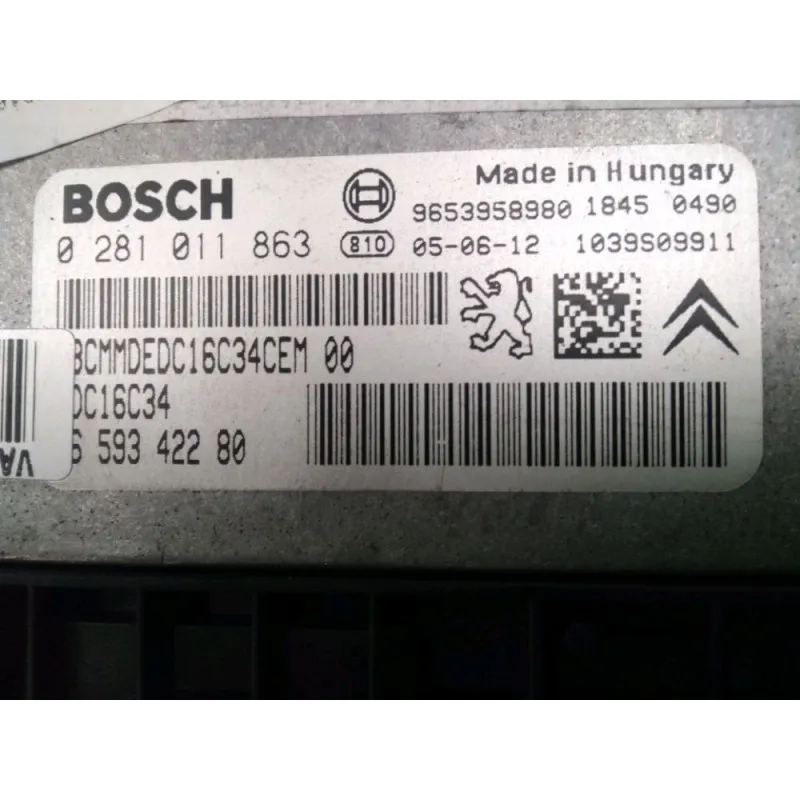 BOSCH
Made in Hungary
9653958980 1845 0490
0 281 011 863 810 05-06-12 1039S09911
BCMMDEDC16C34CEM 00
DC16C34
6 593 422 80
VA